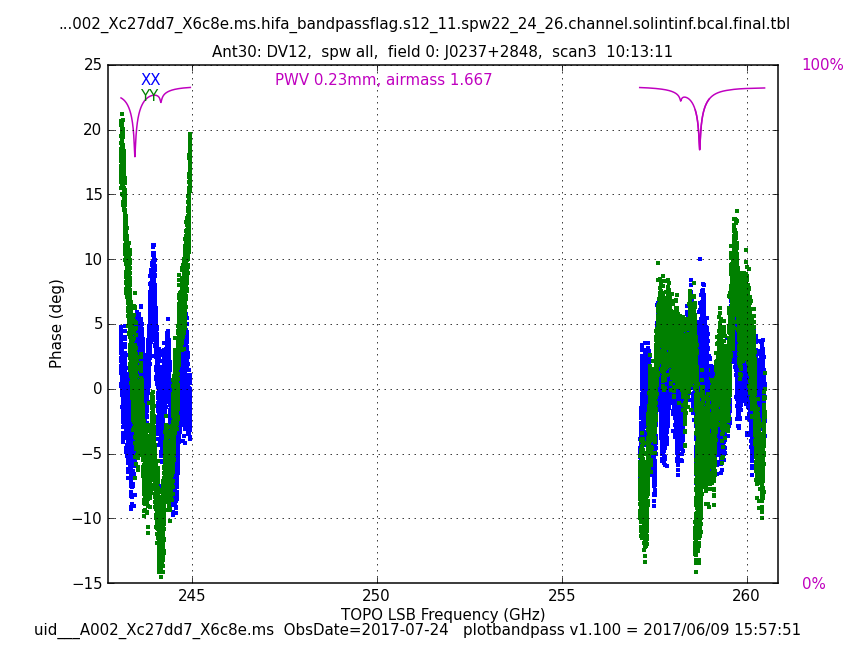 ...002_Xc27dd7_X6c8e.ms.hifa_bandpassflag.s12_11.spw22_24_26.channel.solintinf.bcal.final.tbl
Ant30: DV12,  spw all,  field 0: J0237+2848,  scan3  10:13:11
25
100%
XX
PWV 0.23mm, airmass 1.667
YY
20
15
10
5
Phase (deg)
0
−5
−10
−15
0%
245
250
255
260
TOPO LSB Frequency (GHz)
uid___A002_Xc27dd7_X6c8e.ms  ObsDate=2017-07-24   plotbandpass v1.100 = 2017/06/09 15:57:51